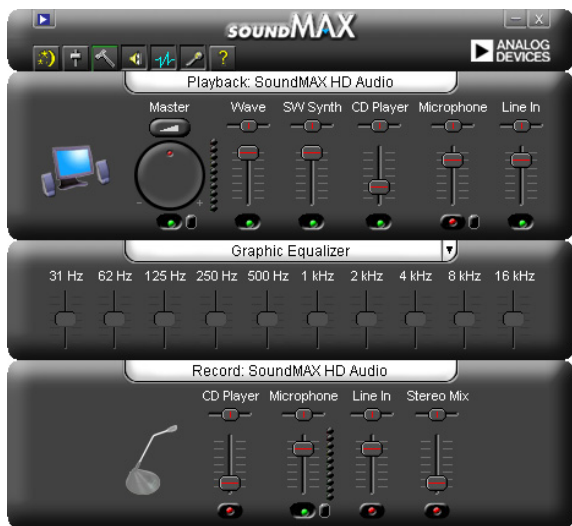 SOUNDMAX
ANALOG DEVICES
Playback: SoundMAX HD Audio
Master Wave SW Synth CD Player Microphone Line In
Graphic Equalizer
31 Hz 62 Hz 125 Hz 250 Hz 500 Hz 1 kHz 2 kHz 4 kHz 8 kHz 16 kHz
Record: SoundMAX HD Audio
CD Player Microphone Line In Stereo Mix